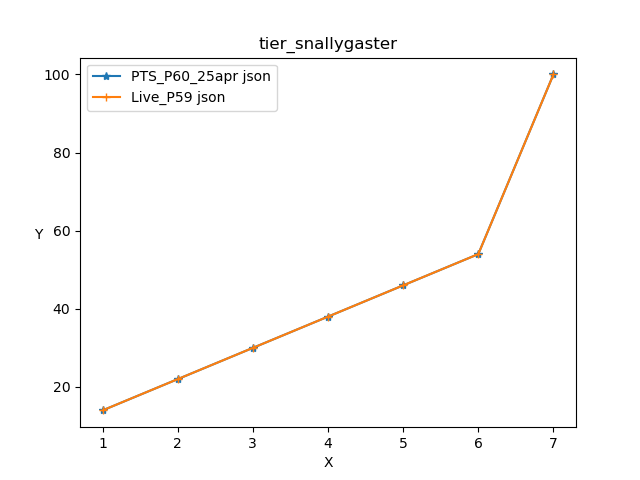 tier_snallygaster
PTS_P60_25apr json
Live_P59 json
100
80
60
40
20
Y
1 2 3 4 5 6 7
X